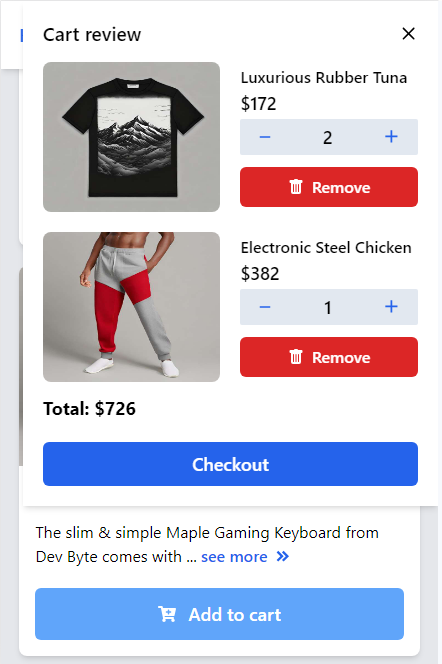 Cart review
Luxurious Rubber Tuna
$172
2
Remove
Electronic Steel Chicken
$382
1
Remove
Total: $726
Checkout
The slim & simple Maple Gaming Keyboard from
Dev Byte comes with ... see more
Add to cart